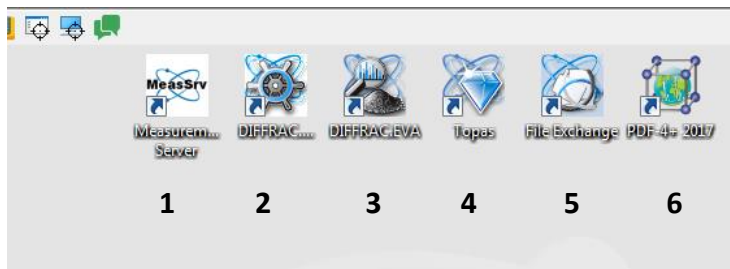 MeasSrv
Measurem... DIFFRAC.... DIFFRAC.EVA Topas File Exchange PDF-4+ 2017
Server
1 2 3 4 5 6